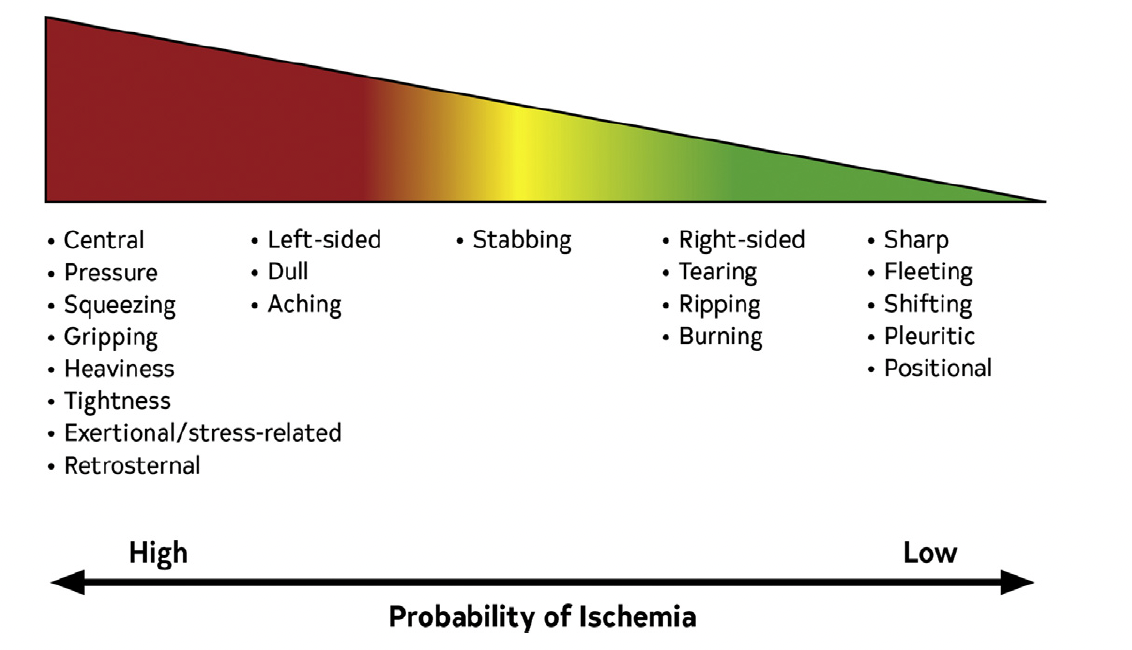 • Central
• Pressure
• Squeezing
• Gripping
• Heaviness
• Tightness
• Exertional/stress-related
• Retrosternal
• Left-sided
• Dull
• Aching
• Stabbing
• Right-sided
• Tearing
• Ripping
• Burning
• Sharp
• Fleeting
• Shifting
• Pleuritic
• Positional
High
Low
Probability of Ischemia